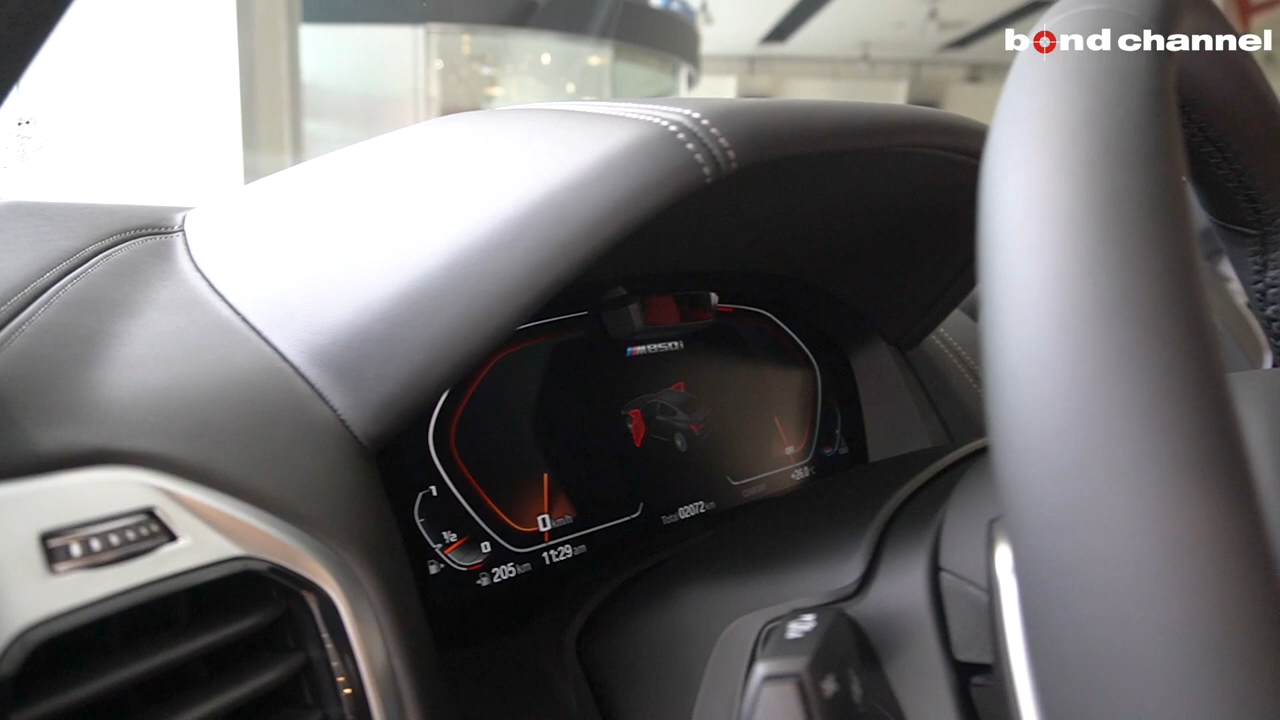 bond channel
M850i
1
1/2
0
0 km/h
205 km
11:29 am
Total 02072 km
+26.0°C